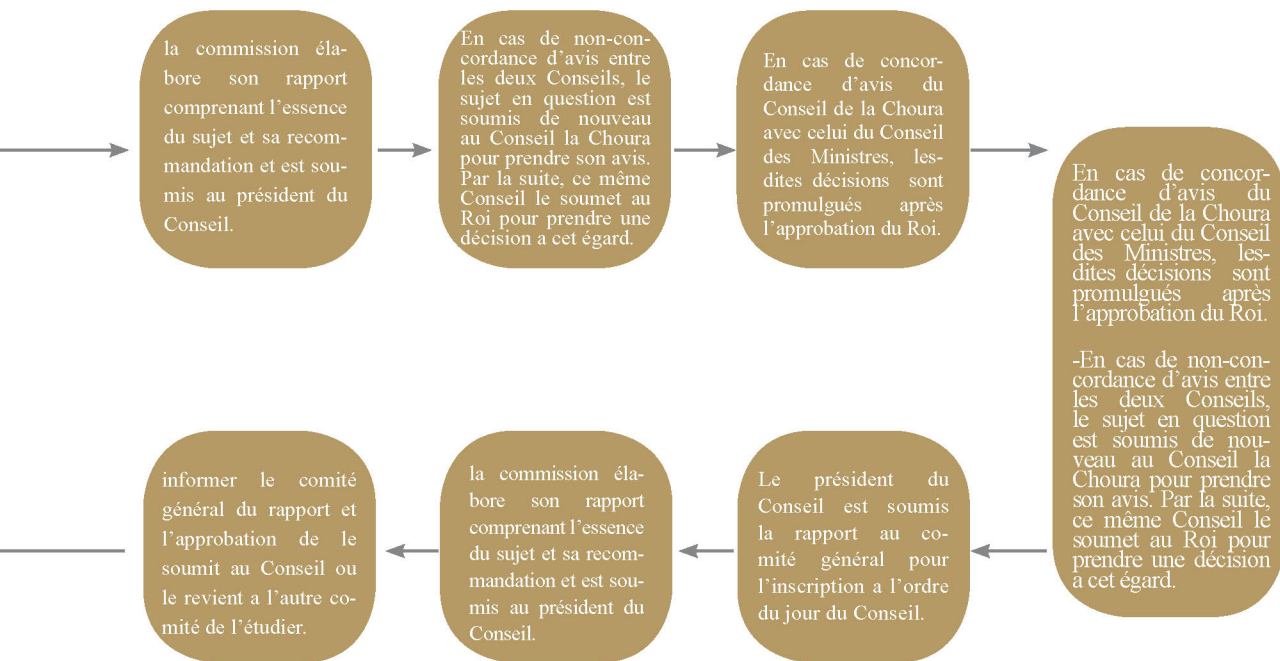 la commission éla-
bore son rapport
comprenant l’essence
du sujet et sa recom-
mandation et est sou-
mis au président du
Conseil.
En cas de non-con-
cordance d’avis entre
les deux Conseils, le
sujet en question est
soumis de nouveau
au Conseil la Choura
pour prendre son avis.
Par la suite, ce même
Conseil le soumet au
Roi pour prendre une
décision a cet égard.
En cas de concor-
dance d’avis du
Conseil de la Choura
avec celui du Conseil
des Ministres, les-
dites décisions sont
promulgués après
l’approbation du Roi.
En cas de concor-
dance d’avis du
Conseil de la Choura
avec celui du Conseil
des Ministres, les-
dites décisions sont
promulgués après
l’approbation du Roi.
-En cas de non-con-
cordance d’avis entre
les deux Conseils,
le sujet en question
est soumis de nou-
veau au Conseil la
Choura pour prendre
son avis. Par la suite,
ce même Conseil le
soumet au Roi pour
prendre une décision
a cet égard.
Le président du
Conseil est soumis
la rapport au co-
mité général pour
l’inscription a l’ordre
du jour du Conseil.
la commission éla-
bore son rapport
comprenant l’essence
du sujet et sa recom-
mandation et est sou-
mis au président du
Conseil.
informer le comité
général du rapport et
l’approbation de le
soumit au Conseil ou
le revient a l’autre co-
mité de l’étudier.